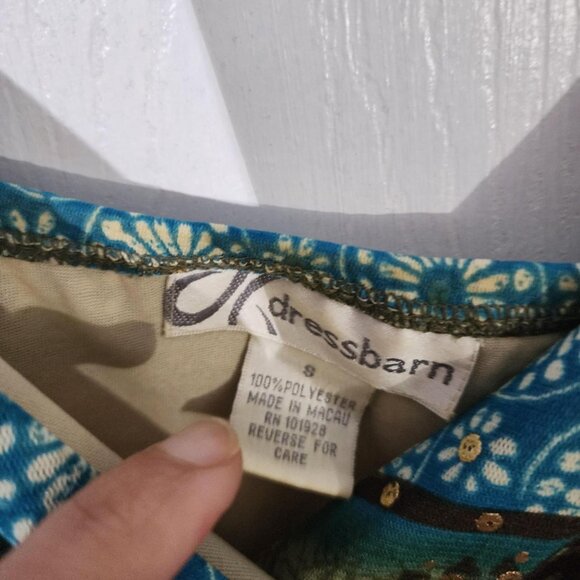 dressbarn
S
100% POLYESTER
MADE IN MACAU
RN 101928
REVERSE FOR
CARE